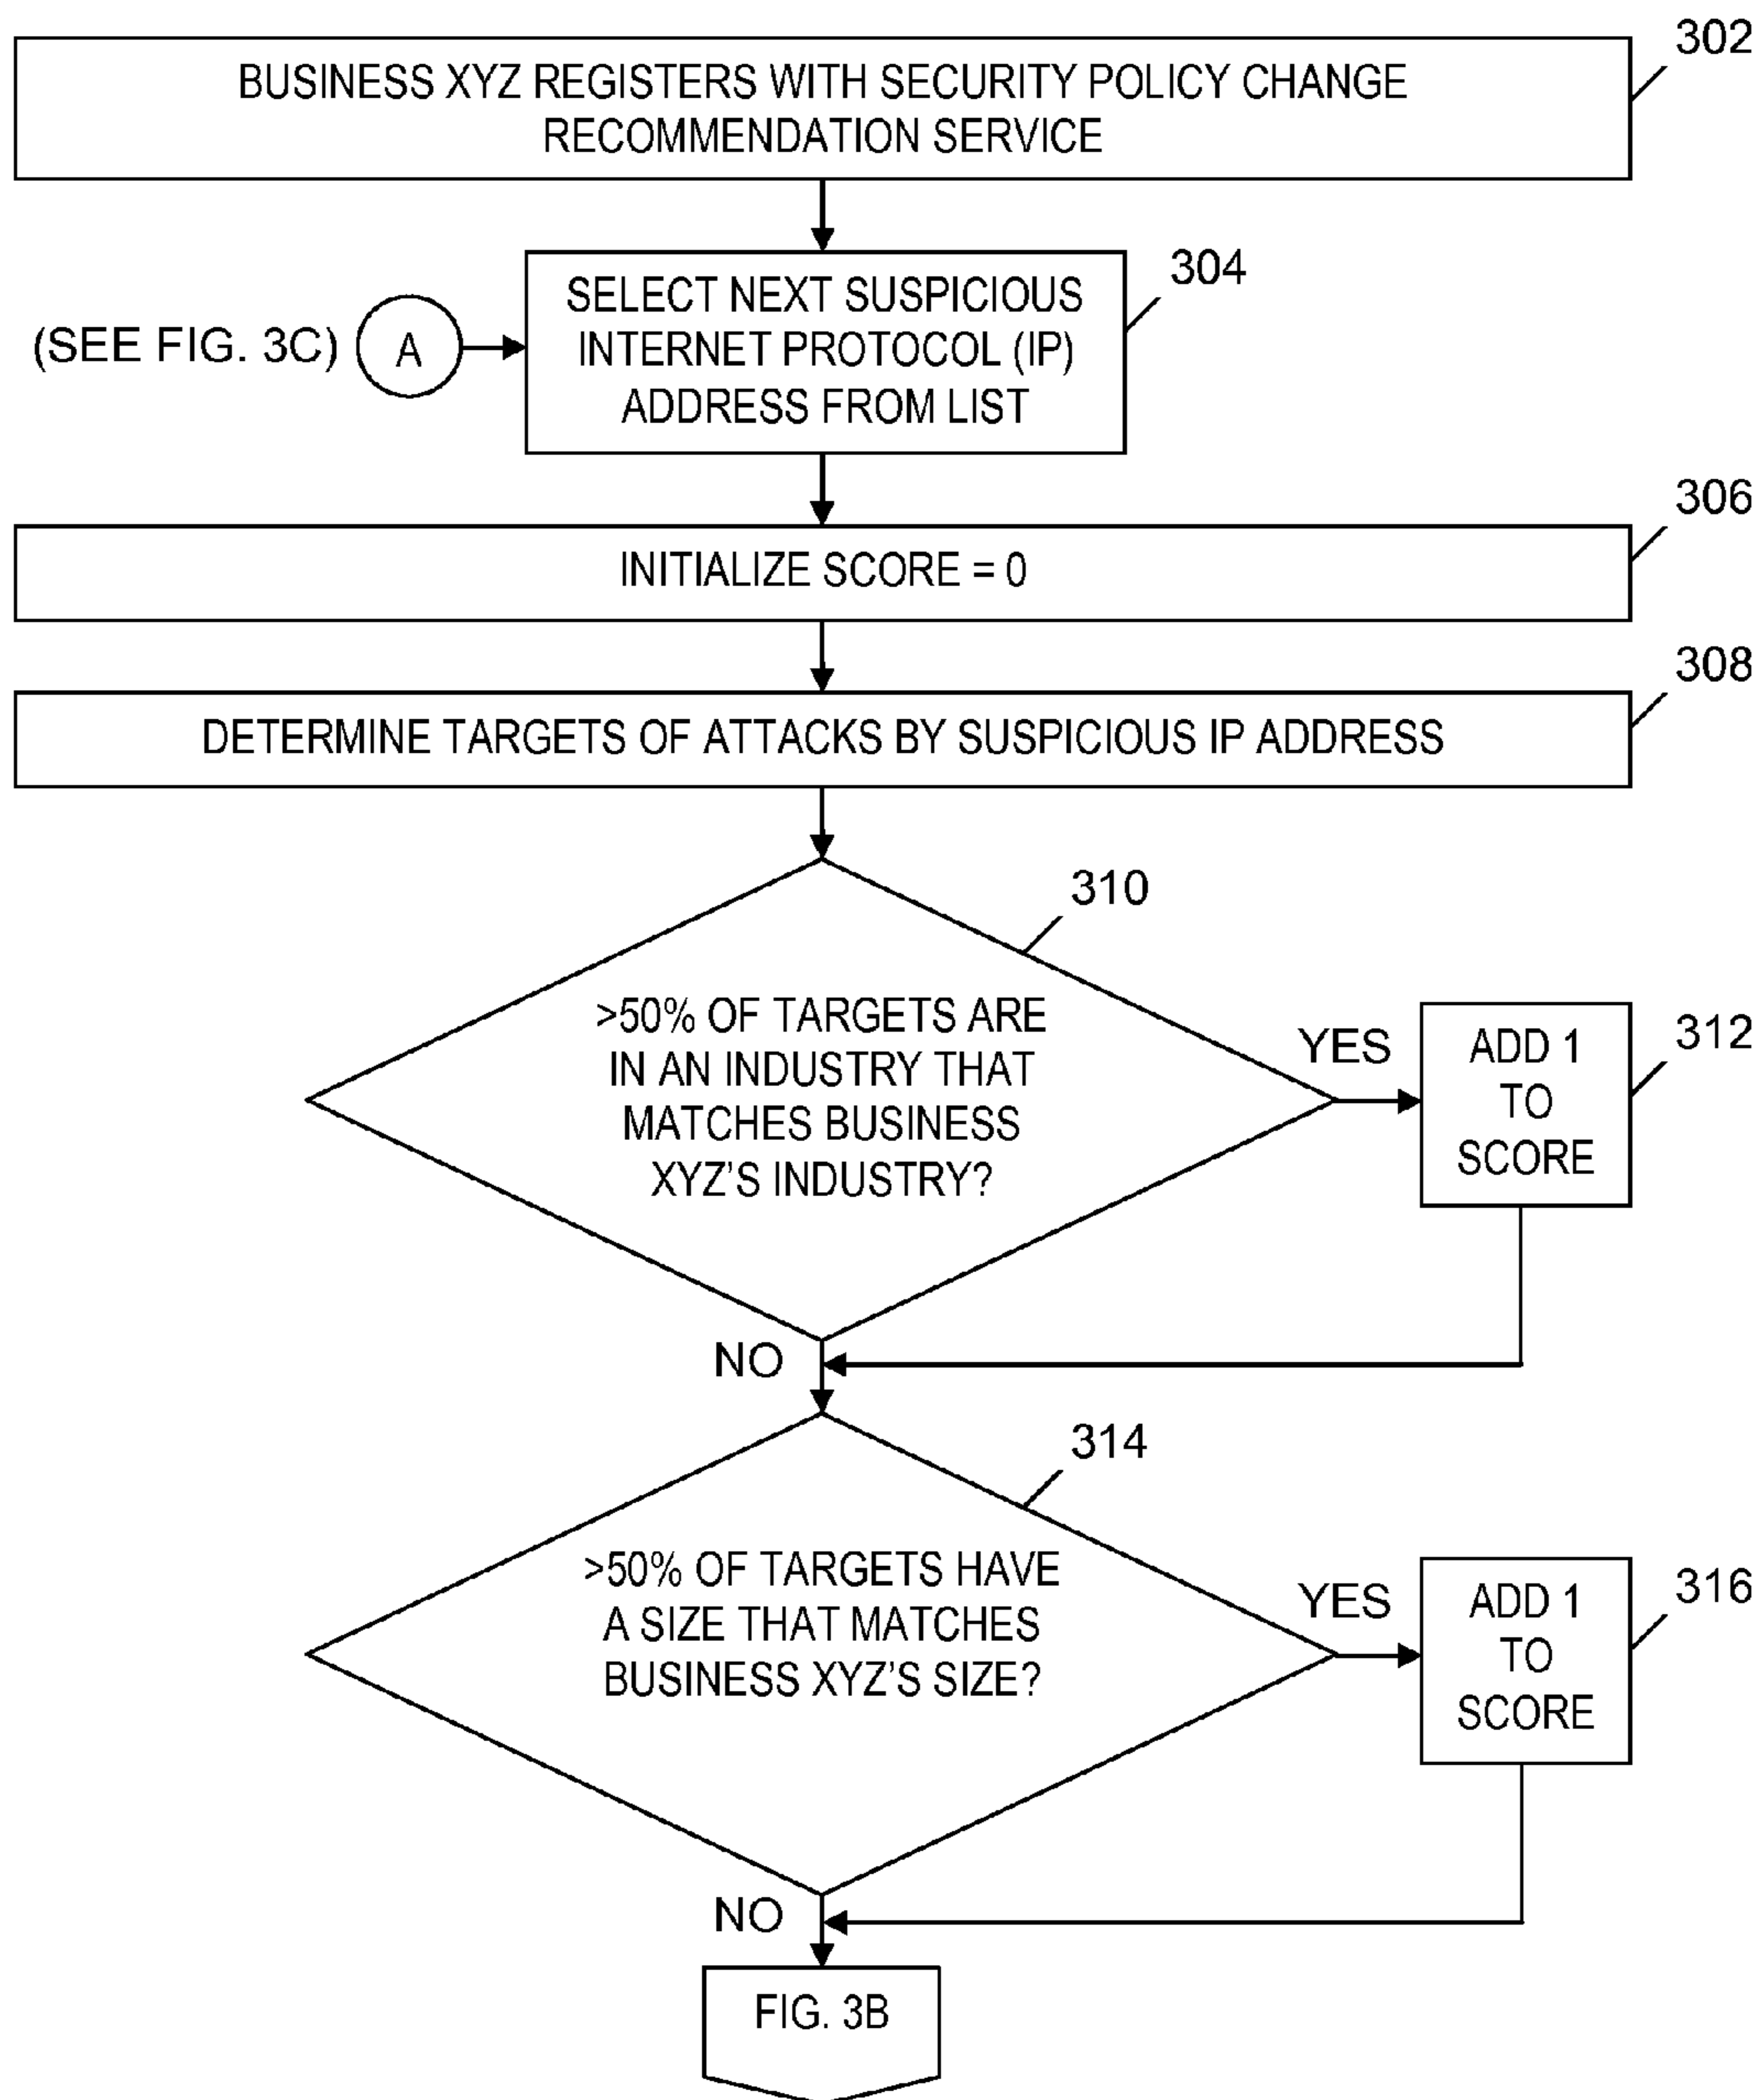 302
BUSINESS XYZ REGISTERS WITH SECURITY POLICY CHANGE
RECOMMENDATION SERVICE
304
SELECT NEXT SUSPICIOUS
INTERNET PROTOCOL (IP)
ADDRESS FROM LIST
(SEE FIG. 3C) A
306
INITIALIZE SCORE = 0
308
DETERMINE TARGETS OF ATTACKS BY SUSPICIOUS IP ADDRESS
310
>50% OF TARGETS ARE
IN AN INDUSTRY THAT
MATCHES BUSINESS
XYZ'S INDUSTRY?
YES
312
ADD 1
TO
SCORE
NO
314
>50% OF TARGETS HAVE
A SIZE THAT MATCHES
BUSINESS XYZ'S SIZE?
YES
316
ADD 1
TO
SCORE
NO
FIG. 3B